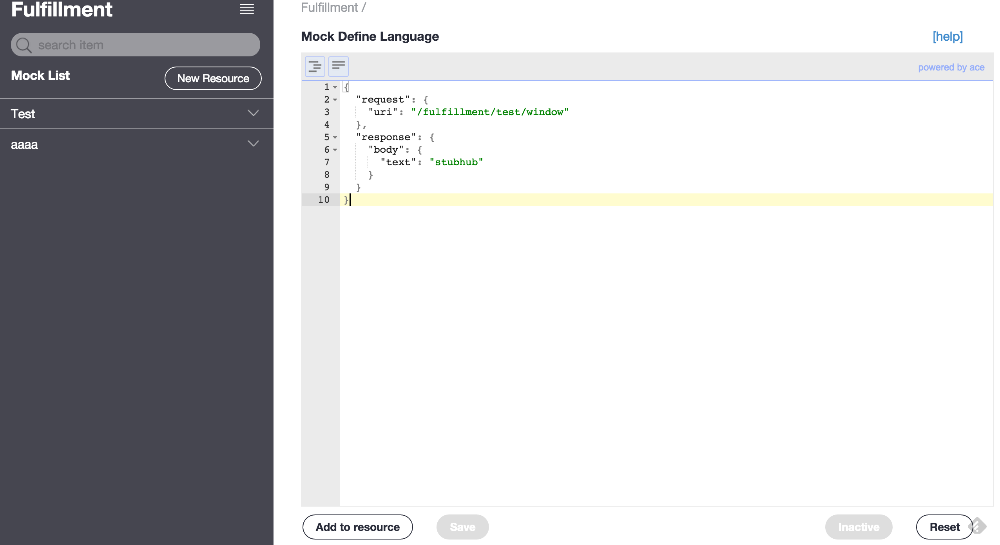 Fulfillment
search item
Mock List
New Resource
Test
aaaa
Fulfillment /
Mock Define Language
[help]
powered by ace
1 {
2 "request": {
3 "uri": "/fulfillment/test/window"
4 },
5 "response": {
6 "body": {
7 "text": "stubhub"
8 }
9 }
10 }
Add to resource
Save
Inactive
Reset